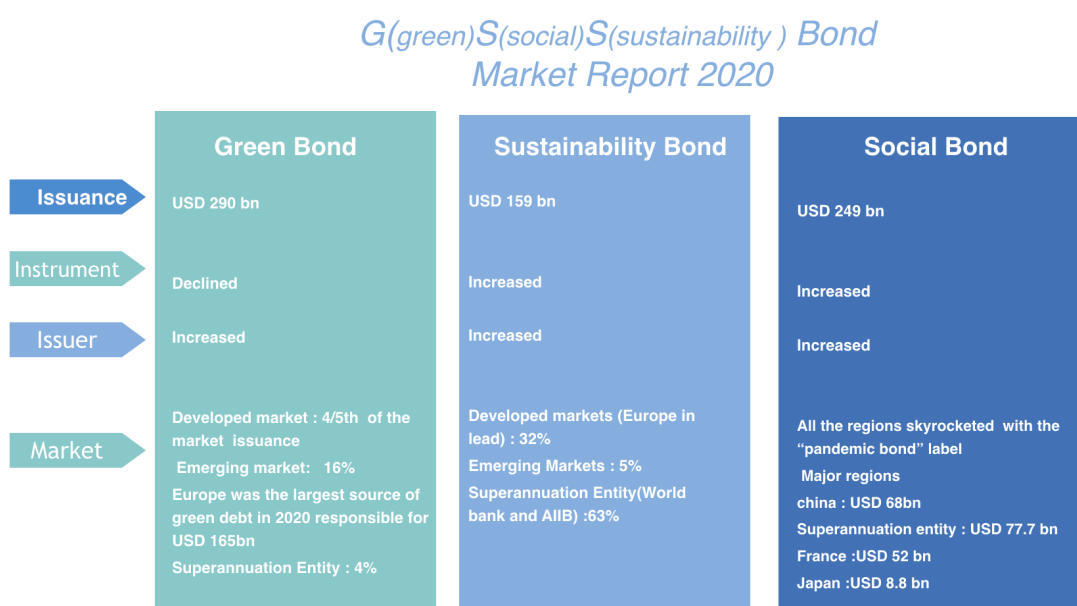 G(green)S(social)S(sustainability ) Bond
Market Report 2020
Green Bond
Sustainability Bond
Social Bond
Issuance
USD 290 bn
USD 159 bn
USD 249 bn
Instrument
Declined
Increased
Increased
Issuer
Increased
Increased
Increased
Market
Developed market : 4/5th of the
market issuance
Emerging market: 16%
Europe was the largest source of
green debt in 2020 responsible for
USD 165bn
Superannuation Entity : 4%
Developed markets (Europe in
lead) : 32%
Emerging Markets : 5%
Superannuation Entity(World
bank and AIIB) :63%
All the regions skyrocketed with the
“pandemic bond” label
Major regions
china : USD 68bn
Superannuation entity : USD 77.7 bn
France :USD 52 bn
Japan :USD 8.8 bn